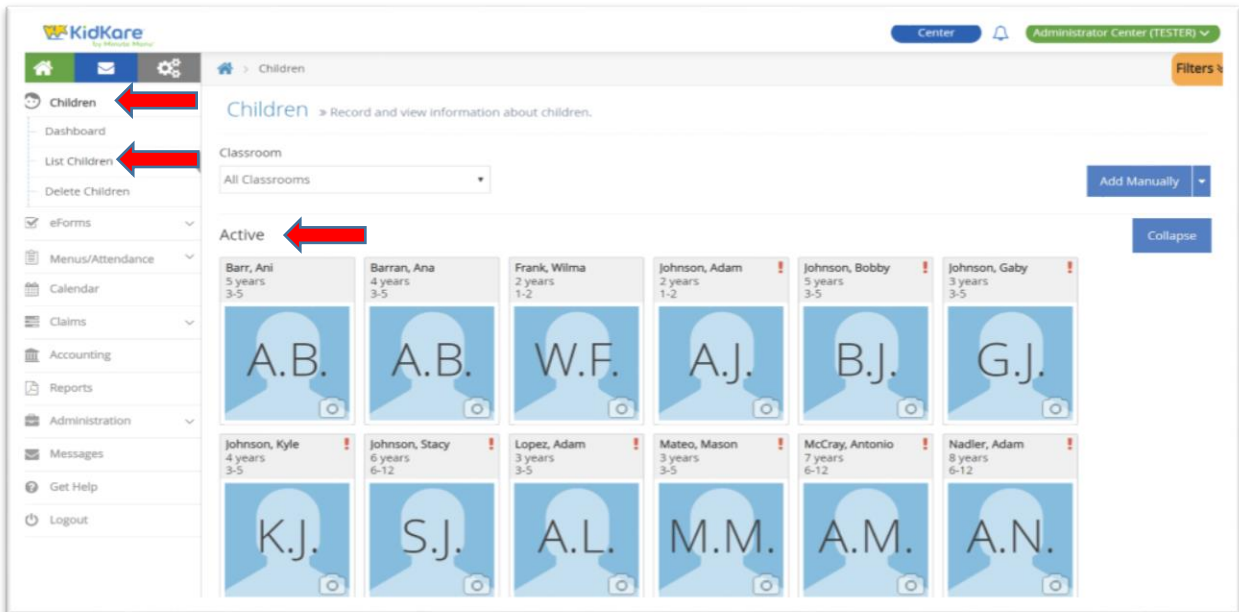 KidKare
by Minute Menu
Center
Administrator Center (TESTER)
> Children
Filters
Children
Dashboard
List Children
Delete Children
eForms
Menus/Attendance
Calendar
Claims
Accounting
Reports
Administration
Messages
Get Help
Logout
Children » Record and view information about children.
Classroom
All Classrooms
Add Manually
Active
Collapse
Barr, Ani
5 years
3-5
A.B.
Barran, Ana
4 years
3-5
A.B.
Frank, Wilma
2 years
1-2
W.F.
Johnson, Adam !
2 years
1-2
A.J.
Johnson, Bobby !
5 years
3-5
B.J.
Johnson, Gaby !
3 years
3-5
G.J.
Johnson, Kyle !
4 years
3-5
K.J.
Johnson, Stacy !
6 years
6-12
S.J.
Lopez, Adam !
3 years
3-5
A.L.
Mateo, Mason !
3 years
3-5
M.M.
McCray, Antonio !
7 years
6-12
A.M.
Nadler, Adam !
8 years
6-12
A.N.